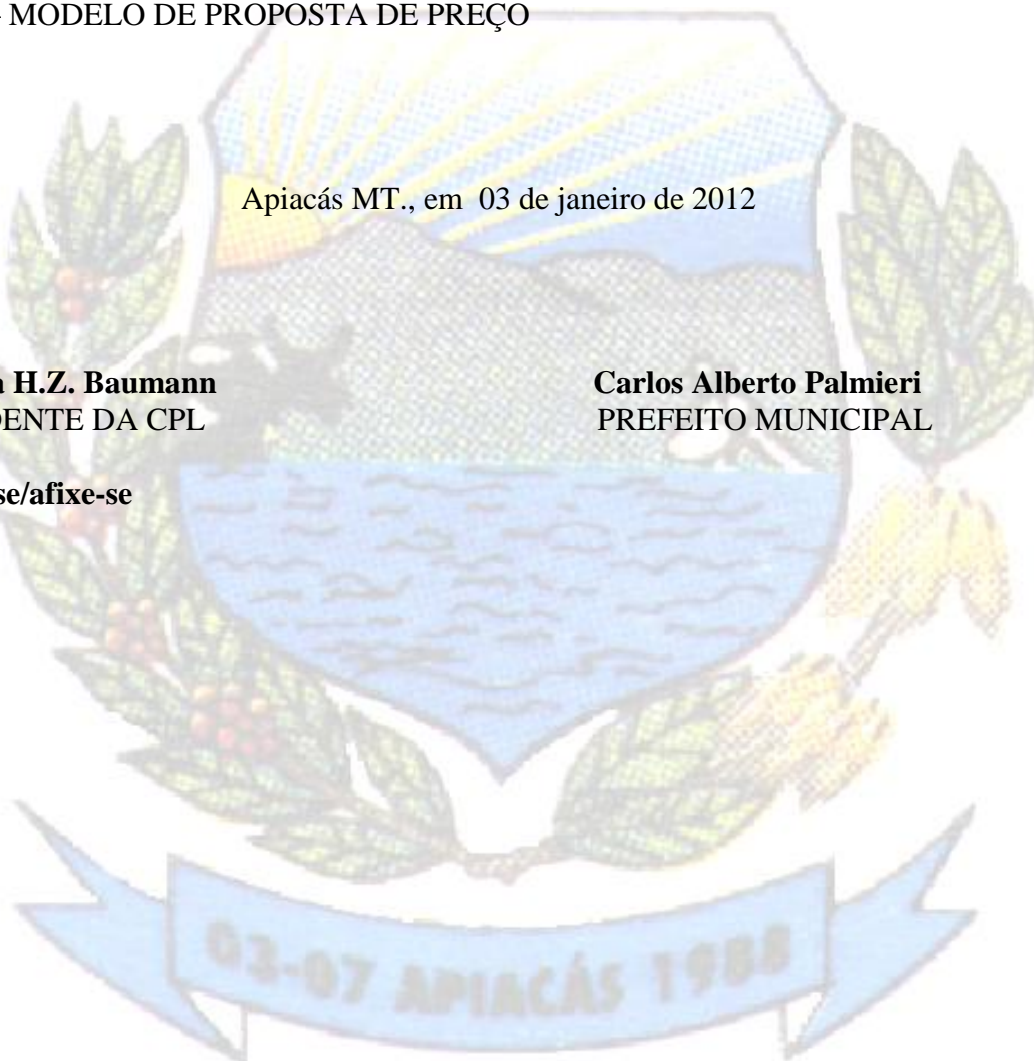 MODELO DE PROPOSTA DE PREÇO
Apiacás MT., em 03 de janeiro de 2012
H.Z. Baumann Carlos Alberto Palmieri
DA CPL PREFEITO MUNICIPAL
se/afixe-se
03-07 APIACÁS 1988